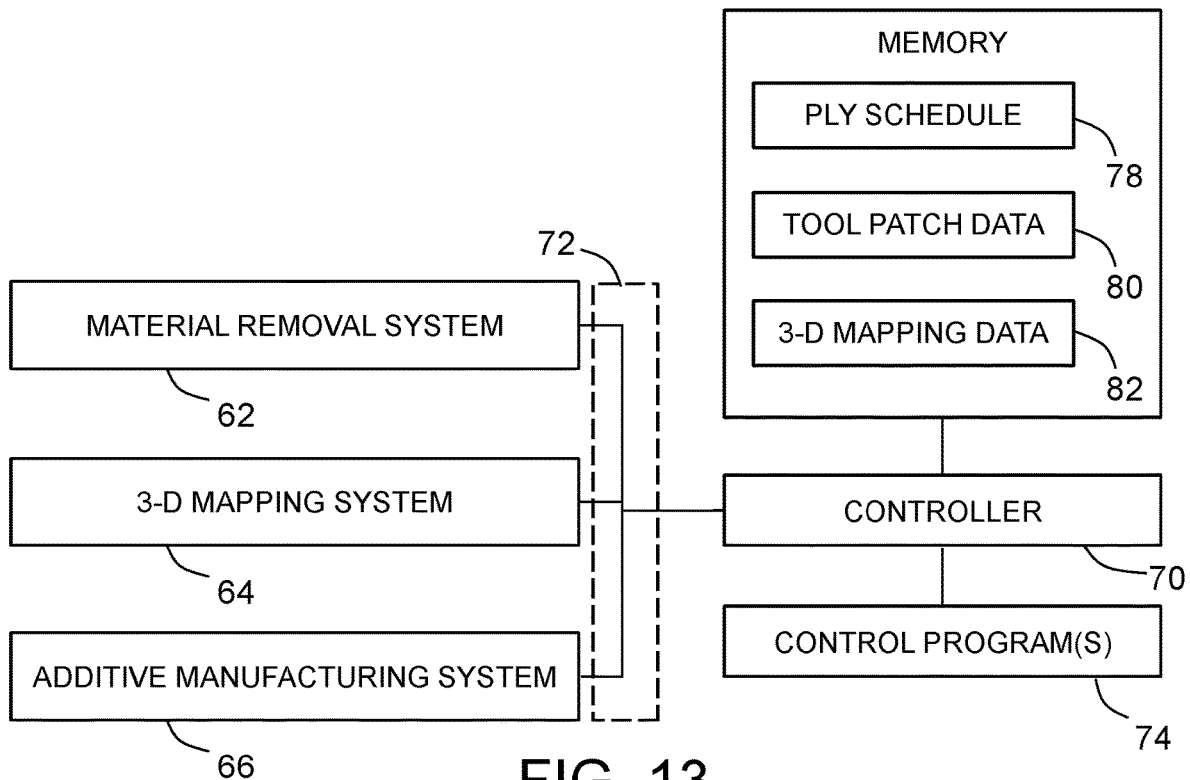 MEMORY
PLY SCHEDULE
78
TOOL PATCH DATA
80
3-D MAPPING DATA
82
72
MATERIAL REMOVAL SYSTEM
62
3-D MAPPING SYSTEM
64
ADDITIVE MANUFACTURING SYSTEM
66
CONTROLLER
70
CONTROL PROGRAM(S)
74
FIG. 13